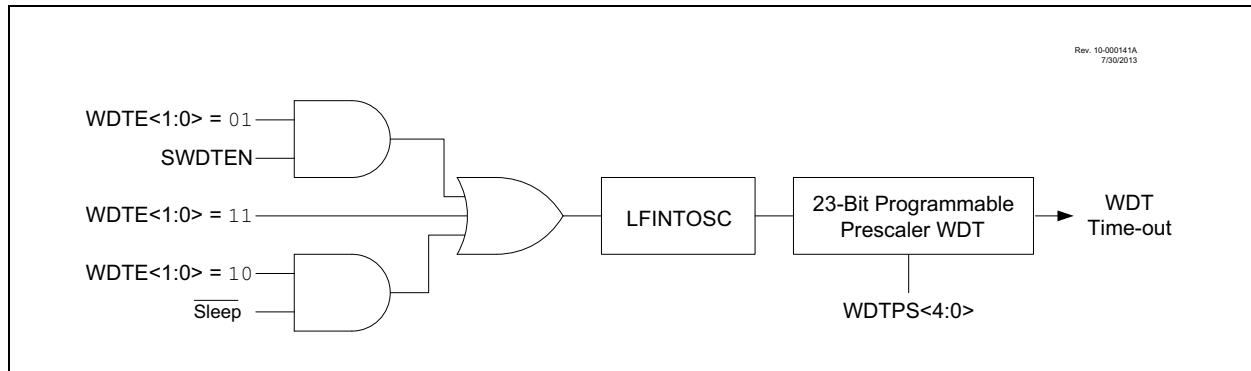 Rev. 10-000141A
7/30/2013
WDTE<1:0> = 01
SWDTEN
WDTE<1:0> = 11
WDTE<1:0> = 10
Sleep
LFINTOSC
23-Bit Programmable
Prescaler WDT
WDTPS<4:0>
WDT
Time-out